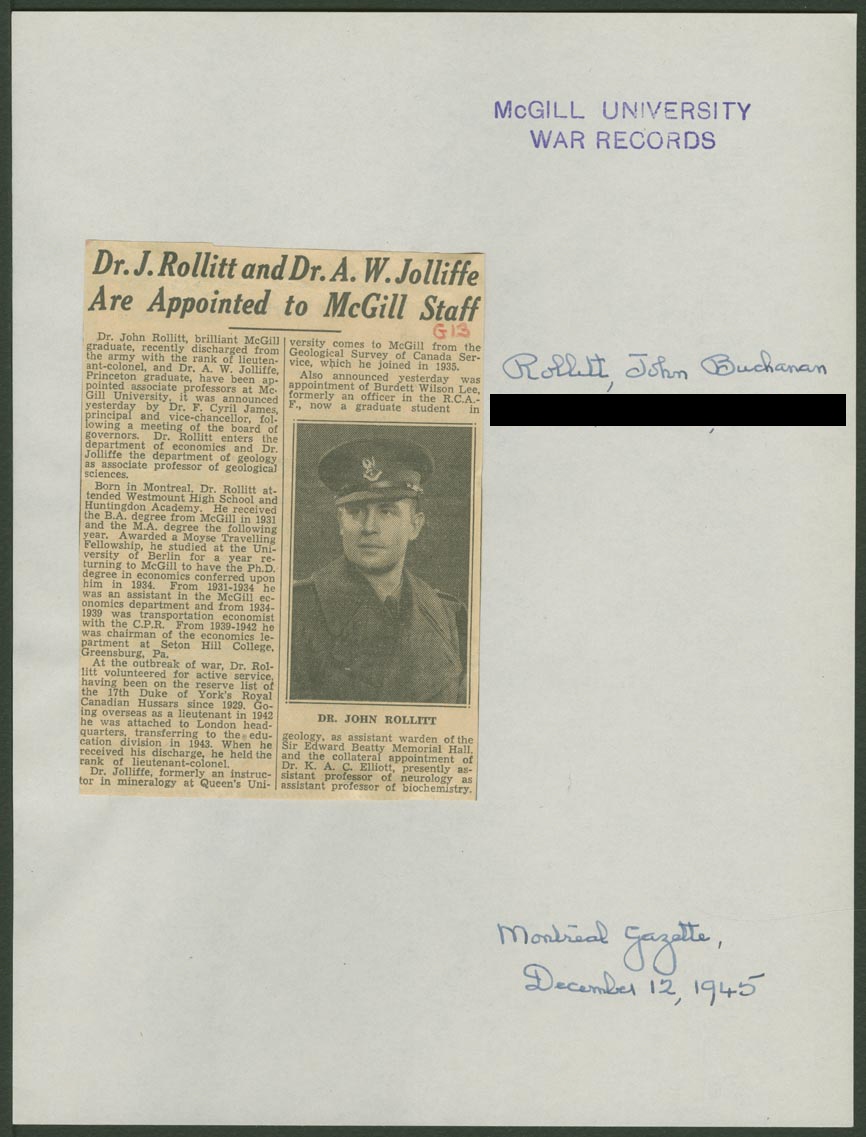 McGILL UNIVERSITY
WAR RECORDS
Dr. J. Rollitt and Dr. A. W. Jolliffe
Are Appointed to McGill Staff
G13
Dr. John Rollitt, brilliant McGill
graduate, recently discharged from
the army with the rank of lieuten-
ant-colonel, and Dr. A. W. Jolliffe,
Princeton graduate, have been ap-
pointed associate professors at Mc-
Gill University, it was announced
yesterday by Dr. F. Cyril James,
principal and vice-chancellor, fol-
lowing a meeting of the board of
governors. Dr. Rollitt enters the
department of economics and Dr.
Jolliffe the department of geology
as associate professor of geological
sciences.
Born in Montreal, Dr. Rollitt at-
tended Westmount High School and
Huntingdon Academy. He received
the B.A. degree from McGill in 1931
and the M.A. degree the following
year. Awarded a Moyse Travelling
Fellowship, he studied at the Uni-
versity of Berlin for a year re-
turning to McGill to have the Ph.D.
degree in economics conferred upon
him in 1934. From 1931-1934 he
was an assistant in the McGill ec-
onomics department and from 1934-
1939 was transportation economist
with the C.P.R. From 1939-1942 he
was chairman of the economics le-
partment at Seton Hill College,
Greensburg, Pa.
At the outbreak of war, Dr. Rol-
litt volunteered for active service,
having been on the reserve list of
the 17th Duke of York's Royal
Canadian Hussars since 1929. Go-
ing overseas as a lieutenant in 1942
he was attached to London head-
quarters, transferring to the edu-
cation division in 1943. When he
received his discharge, he held the
rank of lieutenant-colonel.
Dr. Jolliffe, formerly an instruc-
tor in mineralogy at Queen's Uni-
versity comes to McGill from the
Geological Survey of Canada Ser-
vice, which he joined in 1935.
Also announced yesterday was
appointment of Burdett Wilson Lee,
formerly an officer in the R.C.A.-
F., now a graduate student in
DR. JOHN ROLLITT
geology, as assistant warden of the
Sir Edward Beatty Memorial Hall,
and the collateral appointment of
Dr. K. A. C. Elliott, presently as-
sistant professor of neurology as
assistant professor of biochemistry.
Rollitt, John Buchanan
Montreal Gazette,
December 12, 1945